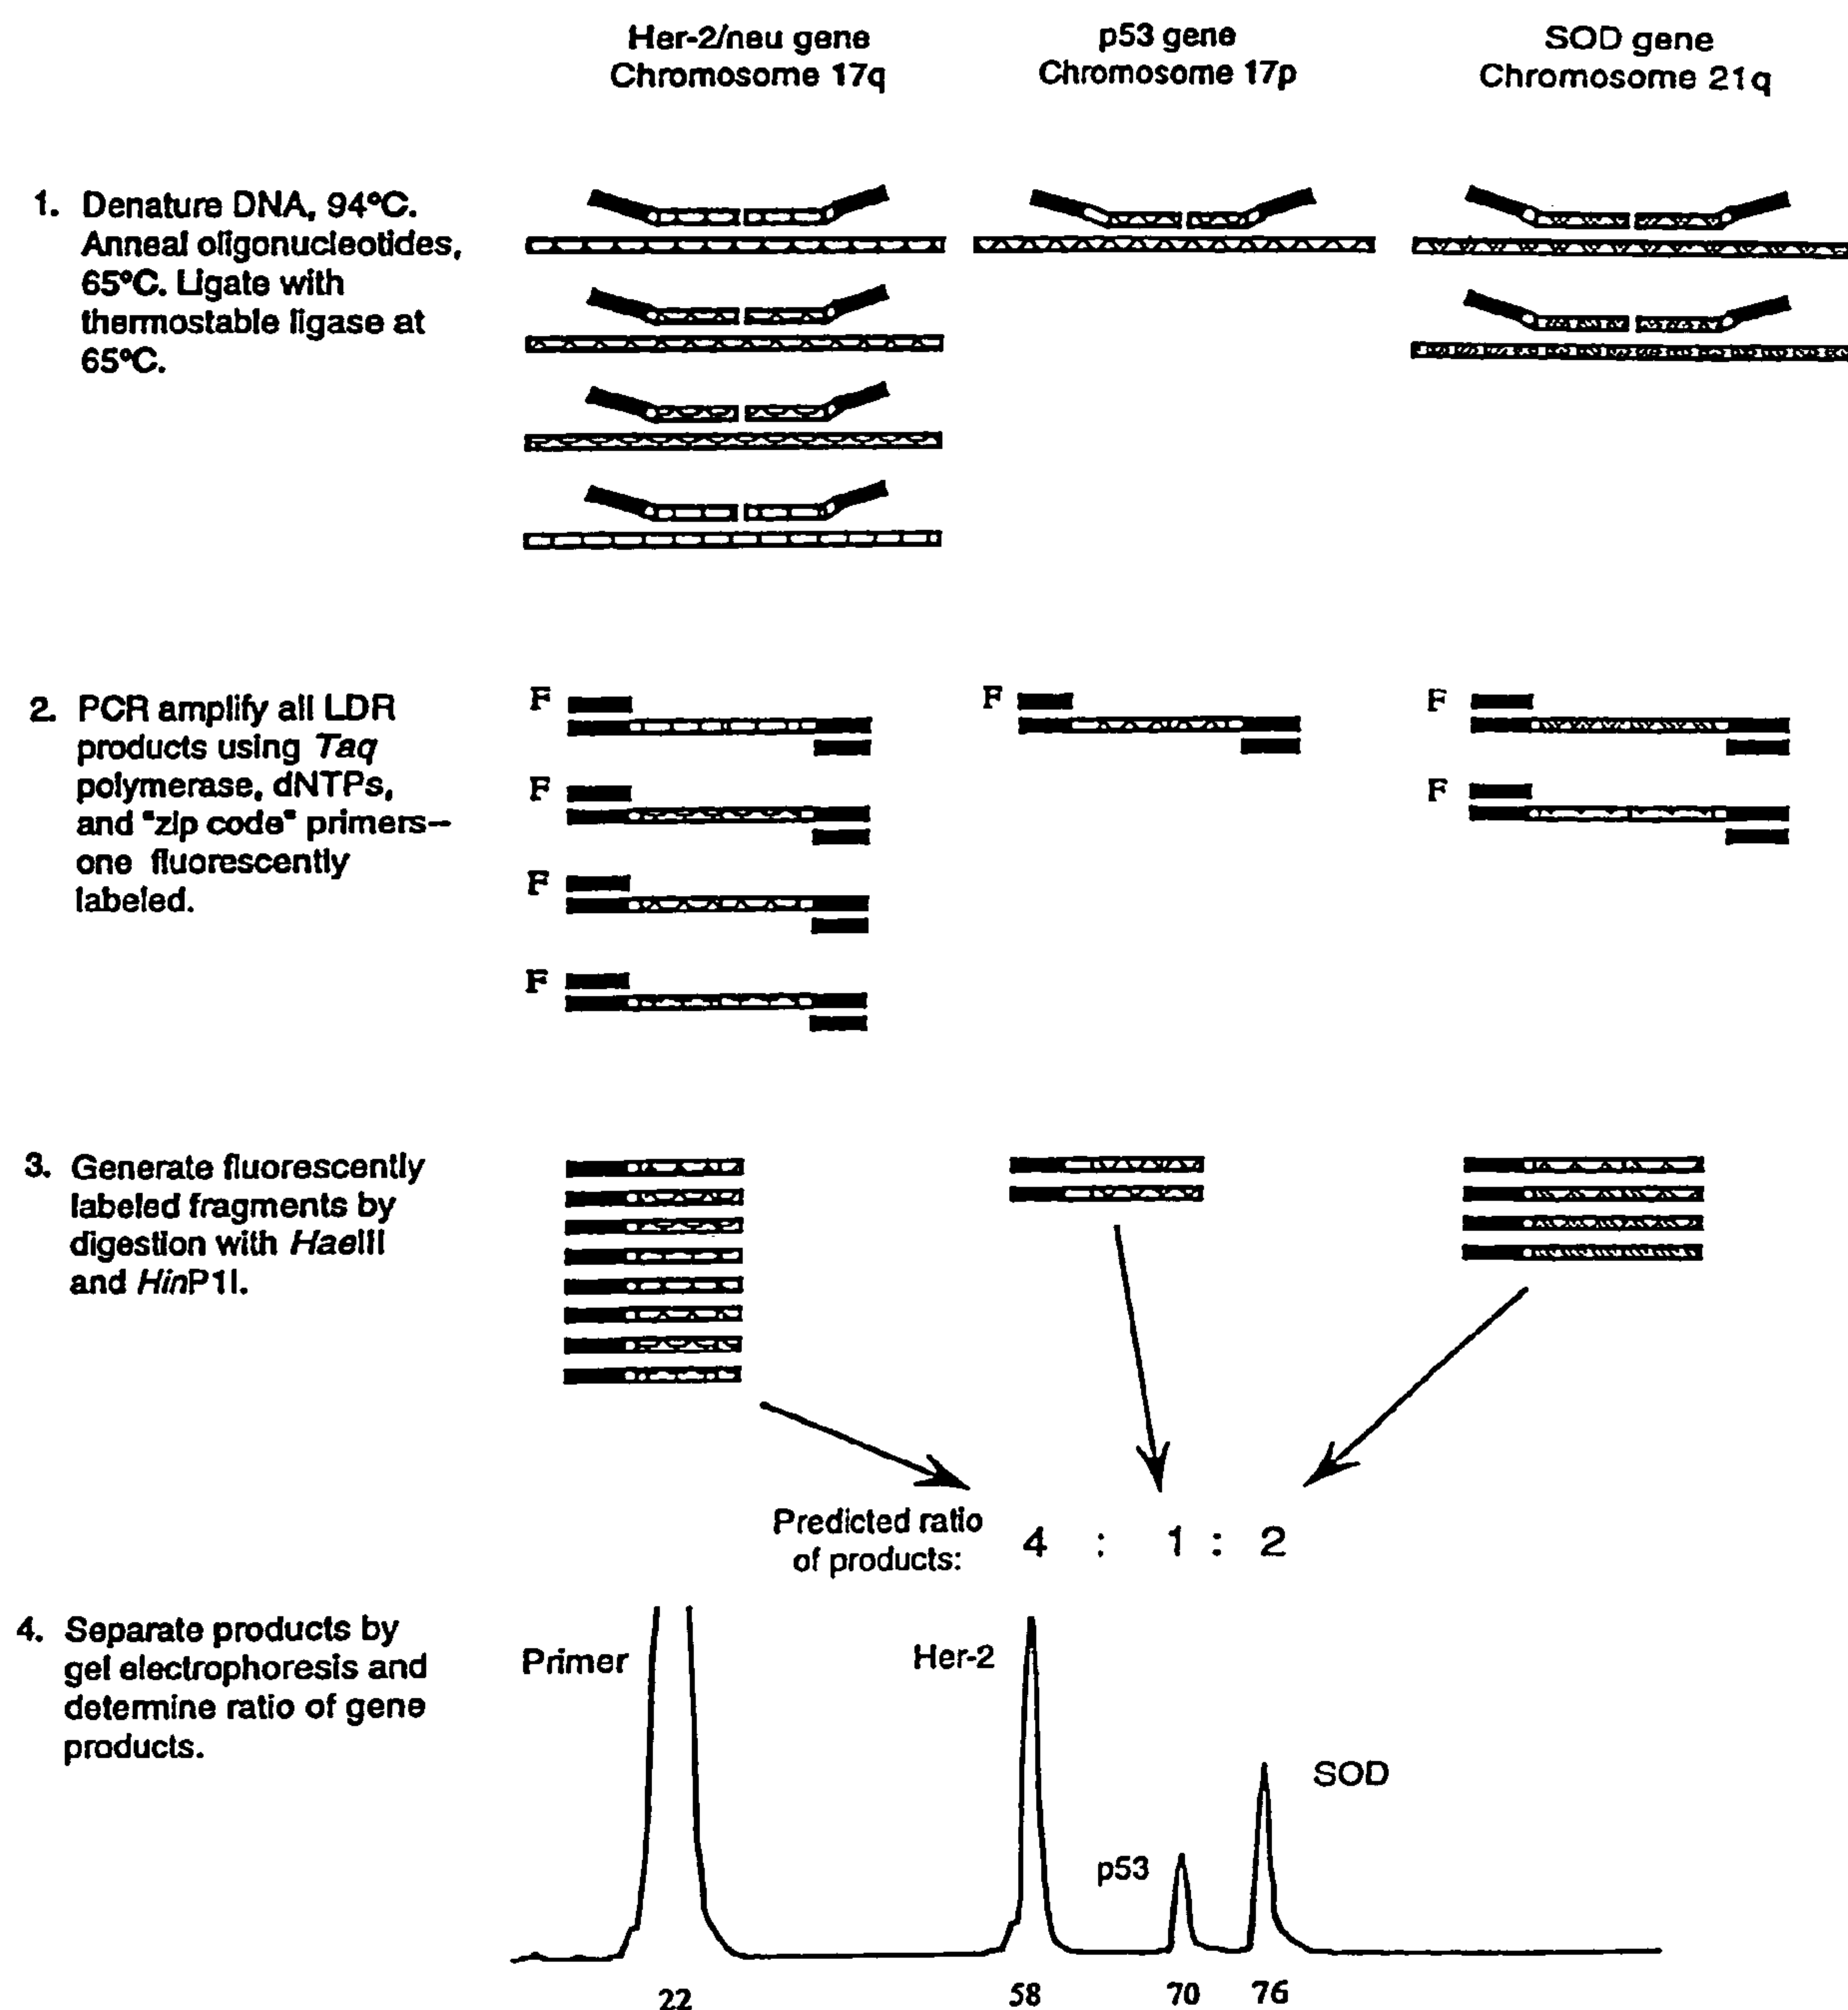 Her-2/neu gene
Chromosome 17q
p53 gene
Chromosome 17p
SOD gene
Chromosome 21q
1. Denature DNA, 94°C.
Anneal oligonucleotides,
65°C. Ligate with
thermostable ligase at
65°C.
2. PCR amplify all LDR
products using Taq
polymerase, dNTPs,
and "zip code" primers--
one fluorescently
labeled.
F
F
F
F
F
F
F
3. Generate fluorescently
labeled fragments by
digestion with HaeIII
and HinP1I.
Predicted ratio
of products:
4 : 1 : 2
4. Separate products by
gel electrophoresis and
determine ratio of gene
products.
Primer
Her-2
p53
SOD
22
58
70
76